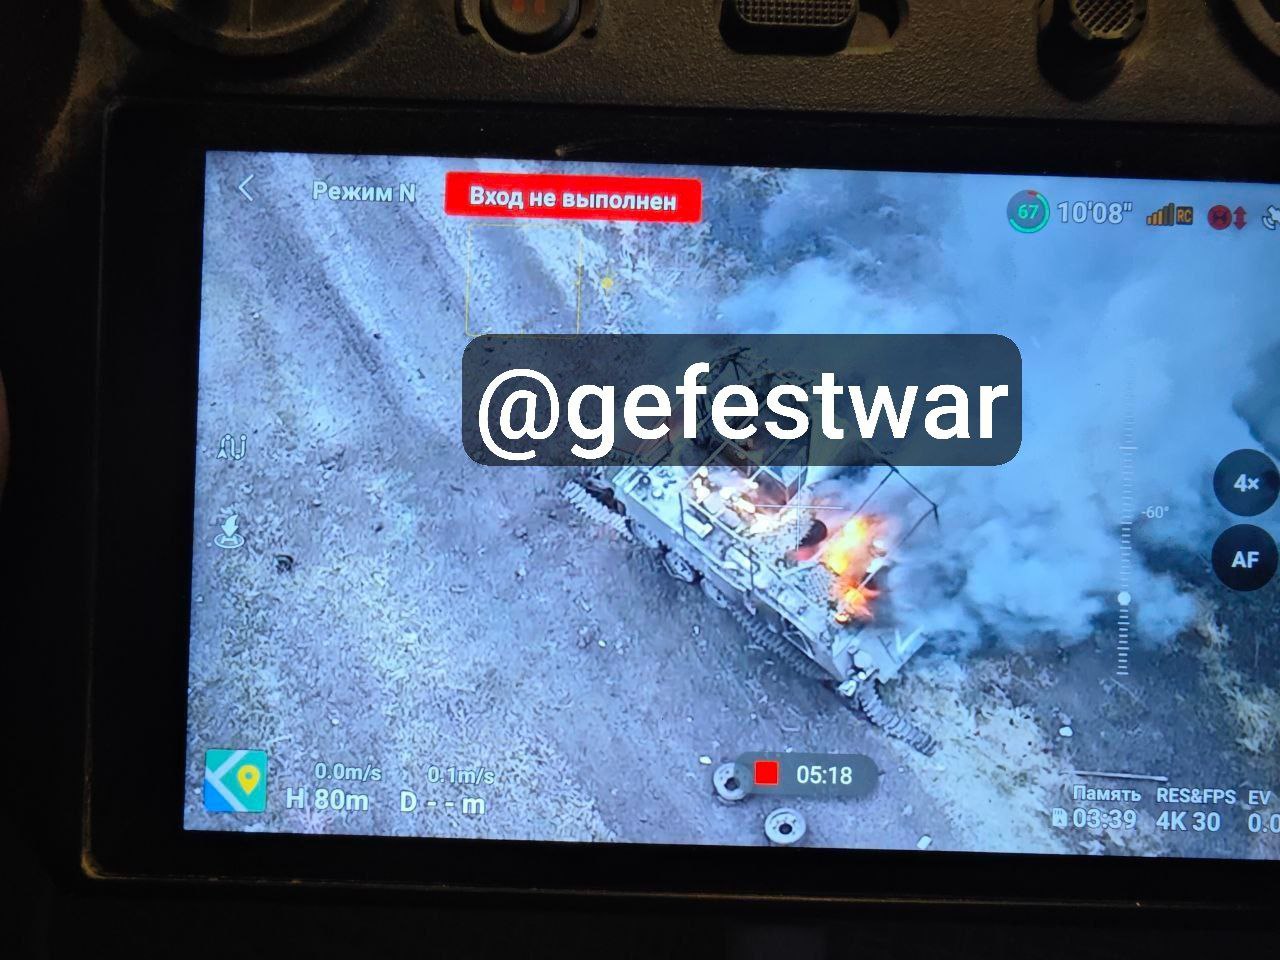 Режим N
Вход не выполнен
67 10'08" RC
@gefestwar
4×
-60°
AF
05:18
0.0m/s 0.1m/s
H 80m D - - m
Память RES&FPS EV
03:39 4K 30 0.0